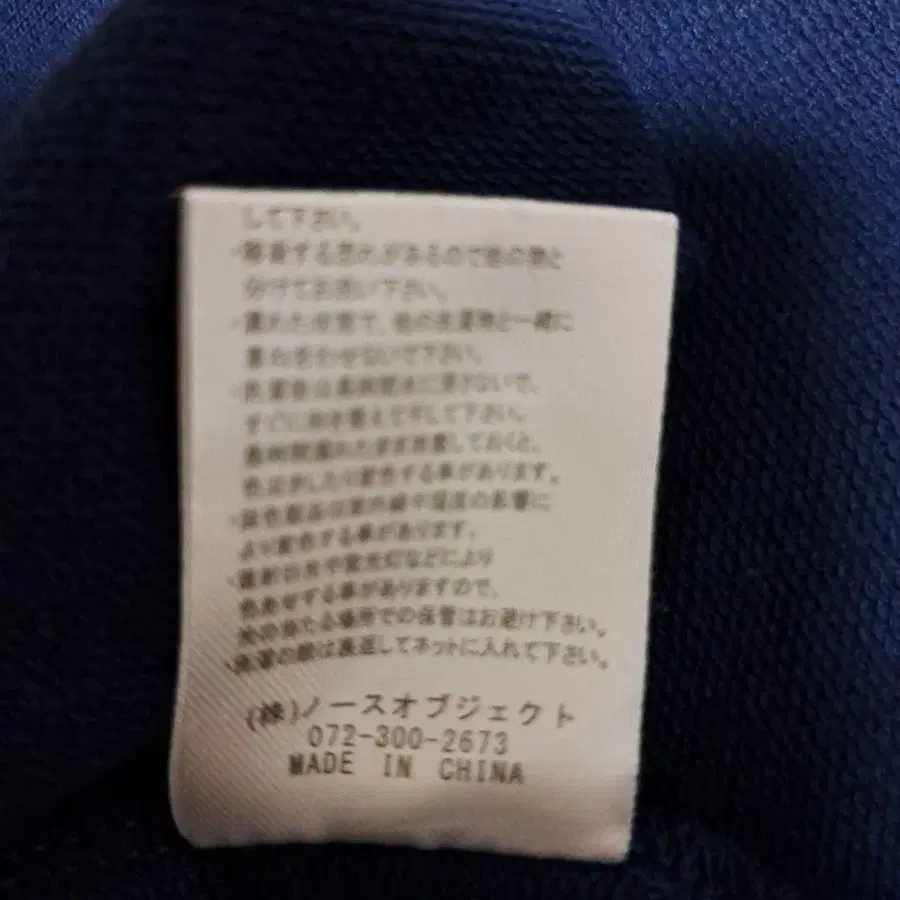 して下さい。
・移染する恐れがあるので他の物と
分けてお洗い下さい。
・濡れた状態で、他の洗濯物と一緒に
重ね合わせないで下さい。
・洗濯後は長時間水に浸さないで、
すぐに形を整えて干して下さい。
長時間濡れたまま放置しておくと、
色泣きしたり変色する事があります。
・淡色製品は紫外線や湿度の影響に
より変色する事があります。
・直射日光や蛍光灯などにより
色あせする事がありますので、
光の当たる場所での保管はお避け下さい。
・洗濯の際は裏返してネットに入れて下さい。
(株)ノースオブジェクト
072-300-2673
MADE IN CHINA